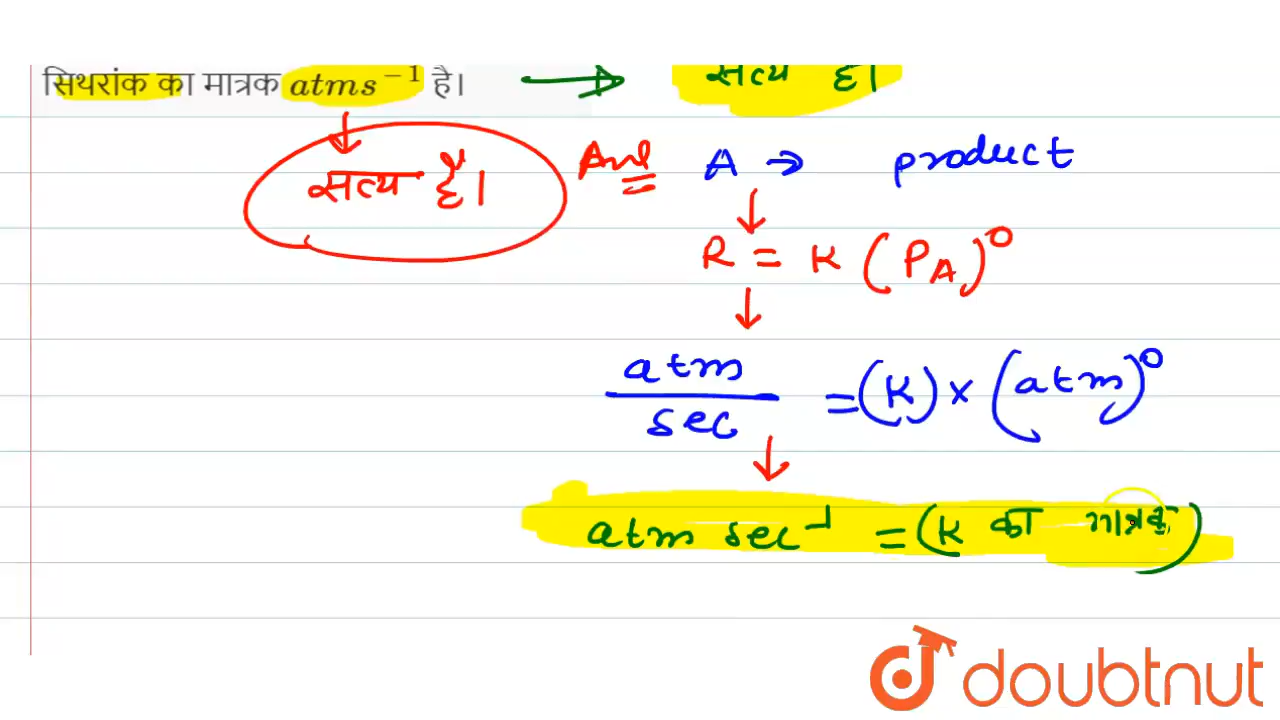 सिथरांक का मात्रक atms⁻¹ है। → सत्य है।
सत्य है। Ans A → product
R = K (P_A)⁰
atm/sec = (K) × (atm)⁰
atm sec⁻¹ = (K का मात्रक)
doubtnut